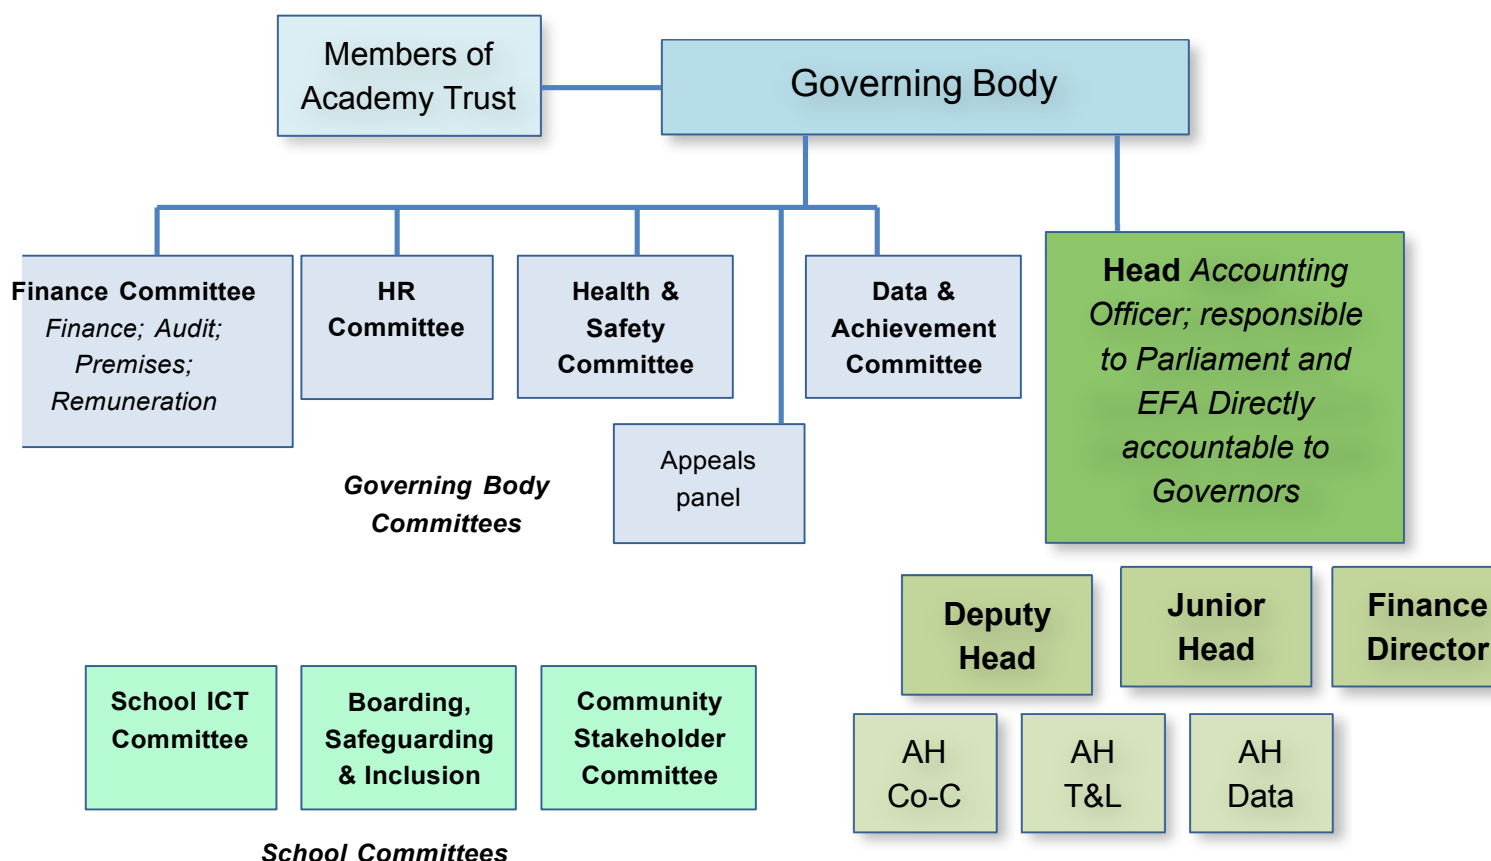 Members of
Academy Trust
Governing Body
Finance Committee
Finance; Audit;
Premises;
Remuneration
HR
Committee
Health &
Safety
Committee
Data &
Achievement
Committee
Head Accounting
Officer; responsible
to Parliament and
EFA Directly
accountable to
Governors
Appeals
panel
Governing Body
Committees
Deputy
Head
Junior
Head
Finance
Director
School ICT
Committee
Boarding,
Safeguarding
& Inclusion
Community
Stakeholder
Committee
AH
Co-C
AH
T&L
AH
Data
School Committees